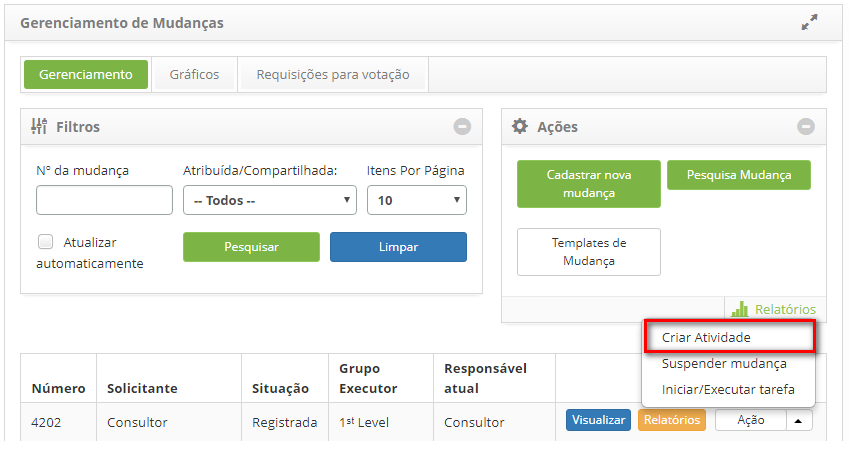 Gerenciamento de Mudanças
Gerenciamento
Gráficos
Requisições para votação
Filtros
Nº da mudança
Atribuída/Compartilhada:
Itens Por Página
-- Todos --
10
Atualizar
automaticamente
Pesquisar
Limpar
Ações
Cadastrar nova
mudança
Pesquisa Mudança
Templates de
Mudança
Relatórios
Criar Atividade
Suspender mudança
Iniciar/Executar tarefa
Número
Solicitante
Situação
Grupo
Executor
Responsável
atual
4202
Consultor
Registrada
1st Level
Consultor
Visualizar
Relatórios
Ação